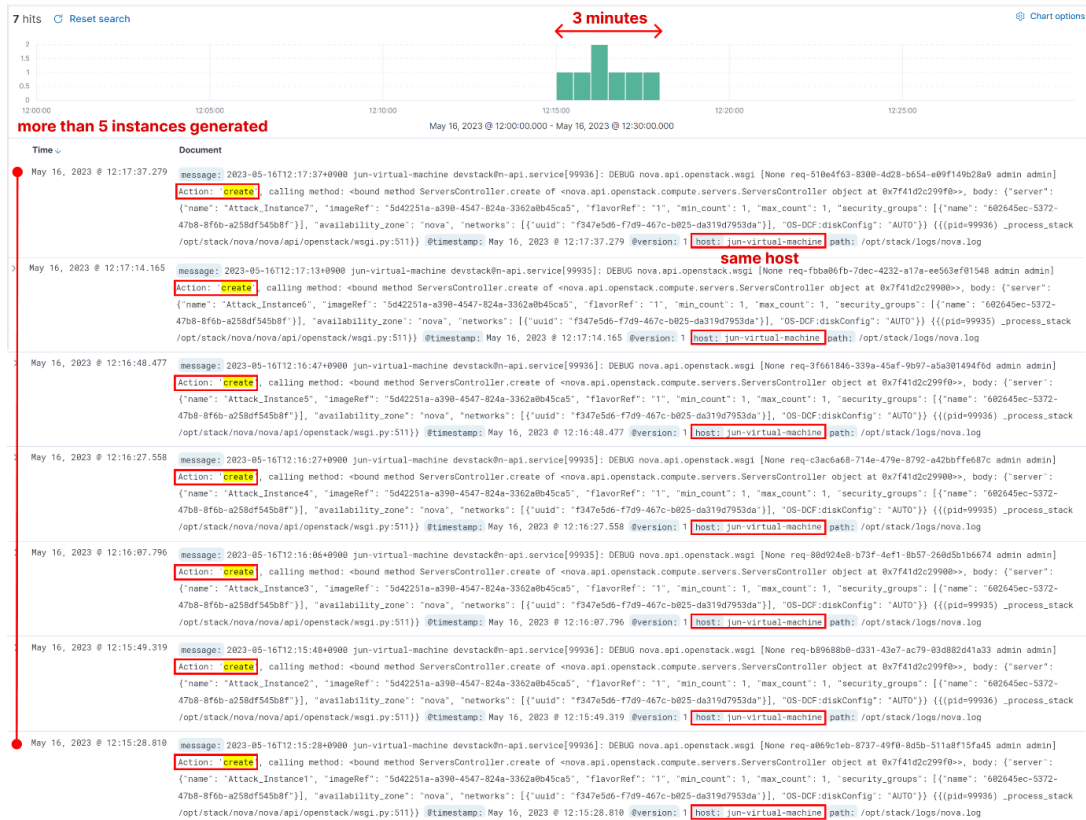 7 hits Reset search
3 minutes
Chart options
2
1.5
1
0.5
0
12:00:00 12:05:00 12:10:00 12:15:00 12:20:00 12:25:00
more than 5 instances generated
May 16, 2023 @ 12:00:00.000 - May 16, 2023 @ 12:30:00.000
Time Document
May 16, 2023 @ 12:17:37.279 message: 2023-05-16T12:17:37+0900 jun-virtual-machine devstack@n-api.service[99936]: DEBUG nova.api.openstack.wsgi [None req-510e4f63-8300-4d28-b654-e09f149b28a9 admin admin]
Action: 'create', calling method: <bound method ServersController.create of <nova.api.openstack.compute.servers.ServersController object at 0x7f41d2c299f0>>, body: {"server":
{"name": "Attack_Instance7", "imageRef": "5d42251a-a390-4547-824a-3362a0b45ca5", "flavorRef": "1", "min_count": 1, "max_count": 1, "security_groups": [{"name": "602645ec-5372-
47b8-8f6b-a258df545b8f"}], "availability_zone": "nova", "networks": [{"uuid": "f347e5d6-f7d9-467c-b025-da319d7953da"}], "OS-DCF:diskConfig": "AUTO"}} {{(pid=99936) _process_stack
/opt/stack/nova/nova/api/openstack/wsgi.py:511}} @timestamp: May 16, 2023 @ 12:17:37.279 @version: 1 host: jun-virtual-machine path: /opt/stack/logs/nova.log
same host
May 16, 2023 @ 12:17:14.165 message: 2023-05-16T12:17:13+0900 jun-virtual-machine devstack@n-api.service[99935]: DEBUG nova.api.openstack.wsgi [None req-fbba06fb-7dec-4232-a17a-ee563ef01548 admin admin]
Action: 'create', calling method: <bound method ServersController.create of <nova.api.openstack.compute.servers.ServersController object at 0x7f41d2c29900>>, body: {"server":
{"name": "Attack_Instance6", "imageRef": "5d42251a-a390-4547-824a-3362a0b45ca5", "flavorRef": "1", "min_count": 1, "max_count": 1, "security_groups": [{"name": "602645ec-5372-
47b8-8f6b-a258df545b8f"}], "availability_zone": "nova", "networks": [{"uuid": "f347e5d6-f7d9-467c-b025-da319d7953da"}], "OS-DCF:diskConfig": "AUTO"}} {{(pid=99935) _process_stack
/opt/stack/nova/nova/api/openstack/wsgi.py:511}} @timestamp: May 16, 2023 @ 12:17:14.165 @version: 1 host: jun-virtual-machine path: /opt/stack/logs/nova.log
May 16, 2023 @ 12:16:48.477 message: 2023-05-16T12:16:47+0900 jun-virtual-machine devstack@n-api.service[99936]: DEBUG nova.api.openstack.wsgi [None req-3f661846-339a-45af-9b97-a5a301494f6d admin admin]
Action: 'create', calling method: <bound method ServersController.create of <nova.api.openstack.compute.servers.ServersController object at 0x7f41d2c299f0>>, body: {"server":
{"name": "Attack_Instance5", "imageRef": "5d42251a-a390-4547-824a-3362a0b45ca5", "flavorRef": "1", "min_count": 1, "max_count": 1, "security_groups": [{"name": "602645ec-5372-
47b8-8f6b-a258df545b8f"}], "availability_zone": "nova", "networks": [{"uuid": "f347e5d6-f7d9-467c-b025-da319d7953da"}], "OS-DCF:diskConfig": "AUTO"}} {{(pid=99936) _process_stack
/opt/stack/nova/nova/api/openstack/wsgi.py:511}} @timestamp: May 16, 2023 @ 12:16:48.477 @version: 1 host: jun-virtual-machine path: /opt/stack/logs/nova.log
May 16, 2023 @ 12:16:27.558 message: 2023-05-16T12:16:27+0900 jun-virtual-machine devstack@n-api.service[99935]: DEBUG nova.api.openstack.wsgi [None req-c3ac6a68-714e-479e-8792-a42bbffe687c admin admin]
Action: 'create', calling method: <bound method ServersController.create of <nova.api.openstack.compute.servers.ServersController object at 0x7f41d2c29900>>, body: {"server":
{"name": "Attack_Instance4", "imageRef": "5d42251a-a390-4547-824a-3362a0b45ca5", "flavorRef": "1", "min_count": 1, "max_count": 1, "security_groups": [{"name": "602645ec-5372-
47b8-8f6b-a258df545b8f"}], "availability_zone": "nova", "networks": [{"uuid": "f347e5d6-f7d9-467c-b025-da319d7953da"}], "OS-DCF:diskConfig": "AUTO"}} {{(pid=99935) _process_stack
/opt/stack/nova/nova/api/openstack/wsgi.py:511}} @timestamp: May 16, 2023 @ 12:16:27.558 @version: 1 host: jun-virtual-machine path: /opt/stack/logs/nova.log
May 16, 2023 @ 12:16:07.796 message: 2023-05-16T12:16:06+0900 jun-virtual-machine devstack@n-api.service[99935]: DEBUG nova.api.openstack.wsgi [None req-80d924e8-b73f-4ef1-8b57-260d5b1b6674 admin admin]
Action: 'create', calling method: <bound method ServersController.create of <nova.api.openstack.compute.servers.ServersController object at 0x7f41d2c29900>>, body: {"server":
{"name": "Attack_Instance3", "imageRef": "5d42251a-a390-4547-824a-3362a0b45ca5", "flavorRef": "1", "min_count": 1, "max_count": 1, "security_groups": [{"name": "602645ec-5372-
47b8-8f6b-a258df545b8f"}], "availability_zone": "nova", "networks": [{"uuid": "f347e5d6-f7d9-467c-b025-da319d7953da"}], "OS-DCF:diskConfig": "AUTO"}} {{(pid=99935) _process_stack
/opt/stack/nova/nova/api/openstack/wsgi.py:511}} @timestamp: May 16, 2023 @ 12:16:07.796 @version: 1 host: jun-virtual-machine path: /opt/stack/logs/nova.log
May 16, 2023 @ 12:15:49.319 message: 2023-05-16T12:15:48+0900 jun-virtual-machine devstack@n-api.service[99936]: DEBUG nova.api.openstack.wsgi [None req-b89688b0-d331-43e7-ac79-03d882d41a33 admin admin]
Action: 'create', calling method: <bound method ServersController.create of <nova.api.openstack.compute.servers.ServersController object at 0x7f41d2c299f0>>, body: {"server":
{"name": "Attack_Instance2", "imageRef": "5d42251a-a390-4547-824a-3362a0b45ca5", "flavorRef": "1", "min_count": 1, "max_count": 1, "security_groups": [{"name": "602645ec-5372-
47b8-8f6b-a258df545b8f"}], "availability_zone": "nova", "networks": [{"uuid": "f347e5d6-f7d9-467c-b025-da319d7953da"}], "OS-DCF:diskConfig": "AUTO"}} {{(pid=99936) _process_stack
/opt/stack/nova/nova/api/openstack/wsgi.py:511}} @timestamp: May 16, 2023 @ 12:15:49.319 @version: 1 host: jun-virtual-machine path: /opt/stack/logs/nova.log
May 16, 2023 @ 12:15:28.810 message: 2023-05-16T12:15:28+0900 jun-virtual-machine devstack@n-api.service[99936]: DEBUG nova.api.openstack.wsgi [None req-a069c1eb-8737-49f0-8d5b-511a8f15fa45 admin admin]
Action: 'create', calling method: <bound method ServersController.create of <nova.api.openstack.compute.servers.ServersController object at 0x7f41d2c299f0>>, body: {"server":
{"name": "Attack_Instance1", "imageRef": "5d42251a-a390-4547-824a-3362a0b45ca5", "flavorRef": "1", "min_count": 1, "max_count": 1, "security_groups": [{"name": "602645ec-5372-
47b8-8f6b-a258df545b8f"}], "availability_zone": "nova", "networks": [{"uuid": "f347e5d6-f7d9-467c-b025-da319d7953da"}], "OS-DCF:diskConfig": "AUTO"}} {{(pid=99936) _process_stack
/opt/stack/nova/nova/api/openstack/wsgi.py:511}} @timestamp: May 16, 2023 @ 12:15:28.810 @version: 1 host: jun-virtual-machine path: /opt/stack/logs/nova.log